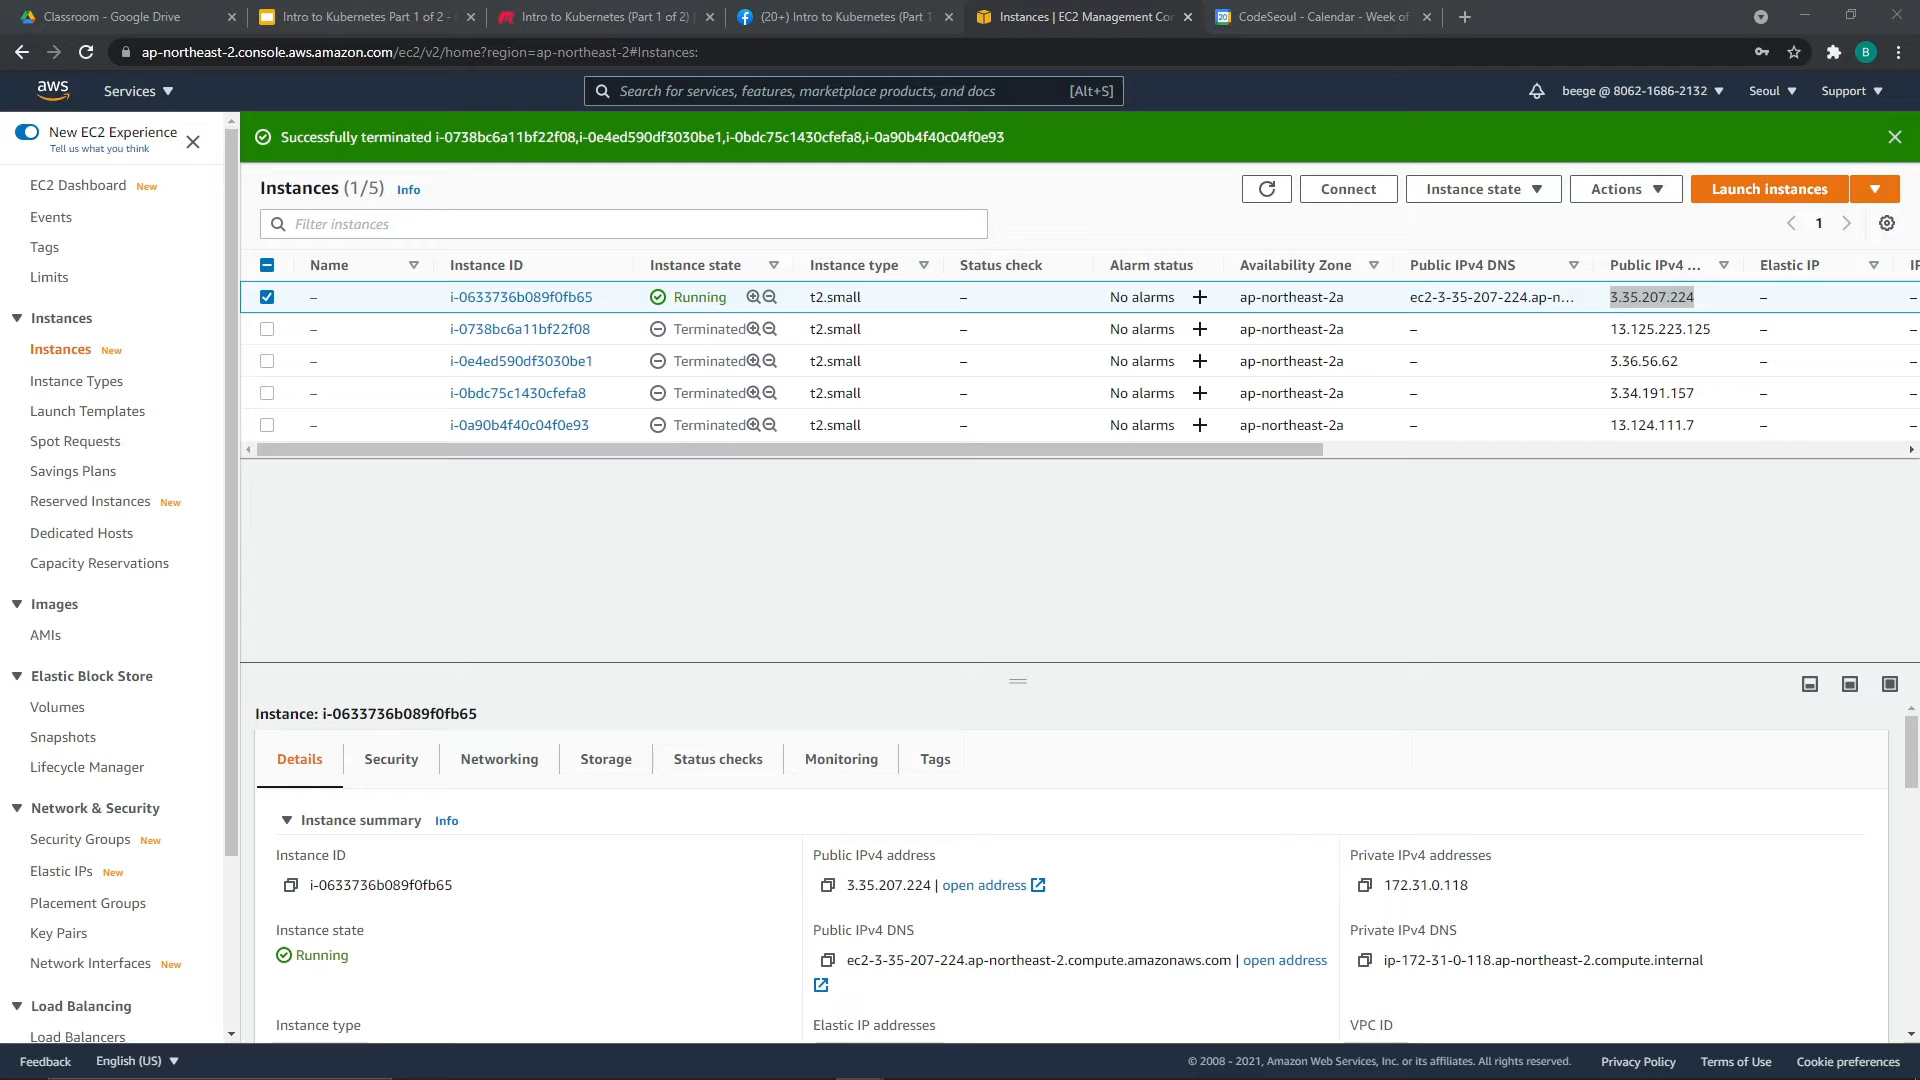 Classroom - Google Drive
Intro to Kubernetes Part 1 of 2 -
Intro to Kubernetes (Part 1 of 2)
(20+) Intro to Kubernetes (Part 1
Instances | EC2 Management Con
CodeSeoul - Calendar - Week of
ap-northeast-2.console.aws.amazon.com/ec2/v2/home?region=ap-northeast-2#Instances:
B
aws
Services
Search for services, features, marketplace products, and docs
[Alt+S]
beege @ 8062-1686-2132
Seoul
Support
New EC2 Experience
Tell us what you think
EC2 Dashboard New
Events
Tags
Limits
Instances
Instances New
Instance Types
Launch Templates
Spot Requests
Savings Plans
Reserved Instances New
Dedicated Hosts
Capacity Reservations
Images
AMIs
Elastic Block Store
Volumes
Snapshots
Lifecycle Manager
Network & Security
Security Groups New
Elastic IPs New
Placement Groups
Key Pairs
Network Interfaces New
Load Balancing
Load Balancers
Successfully terminated i-0738bc6a11bf22f08,i-0e4ed590df3030be1,i-0bdc75c1430cfefa8,i-0a90b4f40c04f0e93
Instances (1/5) Info
Connect
Instance state
Actions
Launch instances
Filter instances
1
Name Instance ID Instance state Instance type Status check Alarm status Availability Zone Public IPv4 DNS Public IPv4 ... Elastic IP IP
– i-0633736b089f0fb65 Running t2.small – No alarms + ap-northeast-2a ec2-3-35-207-224.ap-n... 3.35.207.224 – –
– i-0738bc6a11bf22f08 Terminated t2.small – No alarms + ap-northeast-2a – 13.125.223.125 – –
– i-0e4ed590df3030be1 Terminated t2.small – No alarms + ap-northeast-2a – 3.36.56.62 – –
– i-0bdc75c1430cfefa8 Terminated t2.small – No alarms + ap-northeast-2a – 3.34.191.157 – –
– i-0a90b4f40c04f0e93 Terminated t2.small – No alarms + ap-northeast-2a – 13.124.111.7 – –
Instance: i-0633736b089f0fb65
Details Security Networking Storage Status checks Monitoring Tags
Instance summary Info
Instance ID
i-0633736b089f0fb65
Public IPv4 address
3.35.207.224 | open address
Private IPv4 addresses
172.31.0.118
Instance state
Running
Public IPv4 DNS
ec2-3-35-207-224.ap-northeast-2.compute.amazonaws.com | open address
Private IPv4 DNS
ip-172-31-0-118.ap-northeast-2.compute.internal
Instance type
Elastic IP addresses
VPC ID
Feedback
English (US)
© 2008 - 2021, Amazon Web Services, Inc. or its affiliates. All rights reserved.
Privacy Policy
Terms of Use
Cookie preferences